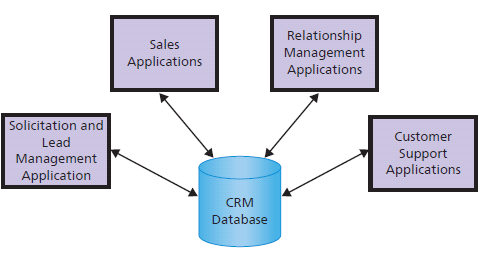 Sales
Applications
Relationship
Management
Applications
Solicitation and
Lead
Management
Application
Customer
Support
Applications
CRM
Database